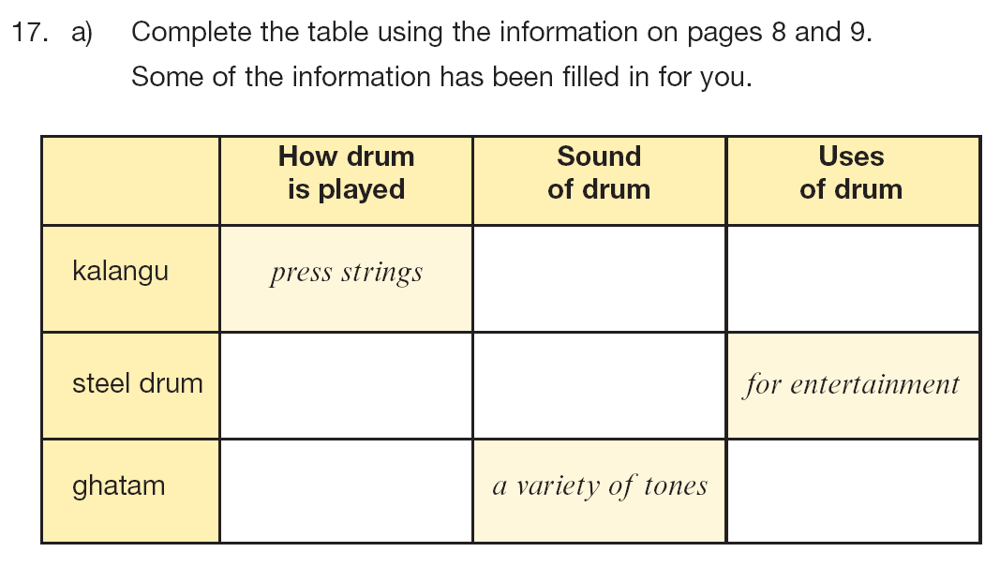 17. a) Complete the table using the information on pages 8 and 9.
Some of the information has been filled in for you.
How drum
is played
Sound
of drum
Uses
of drum
kalangu
press strings
steel drum
for entertainment
ghatam
a variety of tones